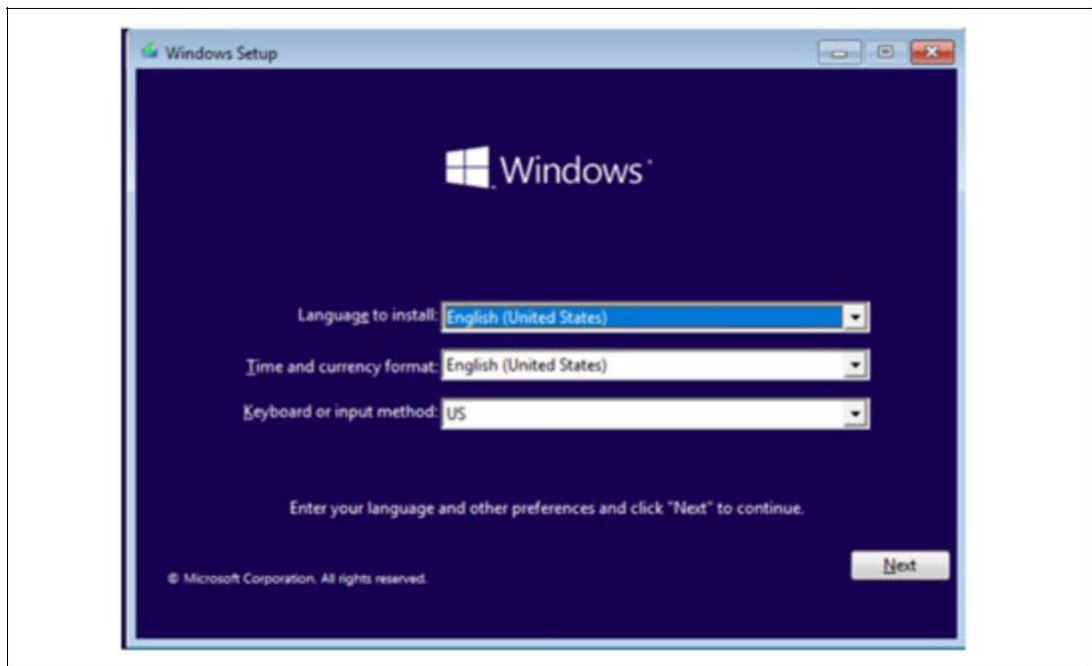 Windows Setup
Windows
Language to install: English (United States)
Time and currency format: English (United States)
Keyboard or input method: US
Enter your language and other preferences and click "Next" to continue.
Next
© Microsoft Corporation. All rights reserved.